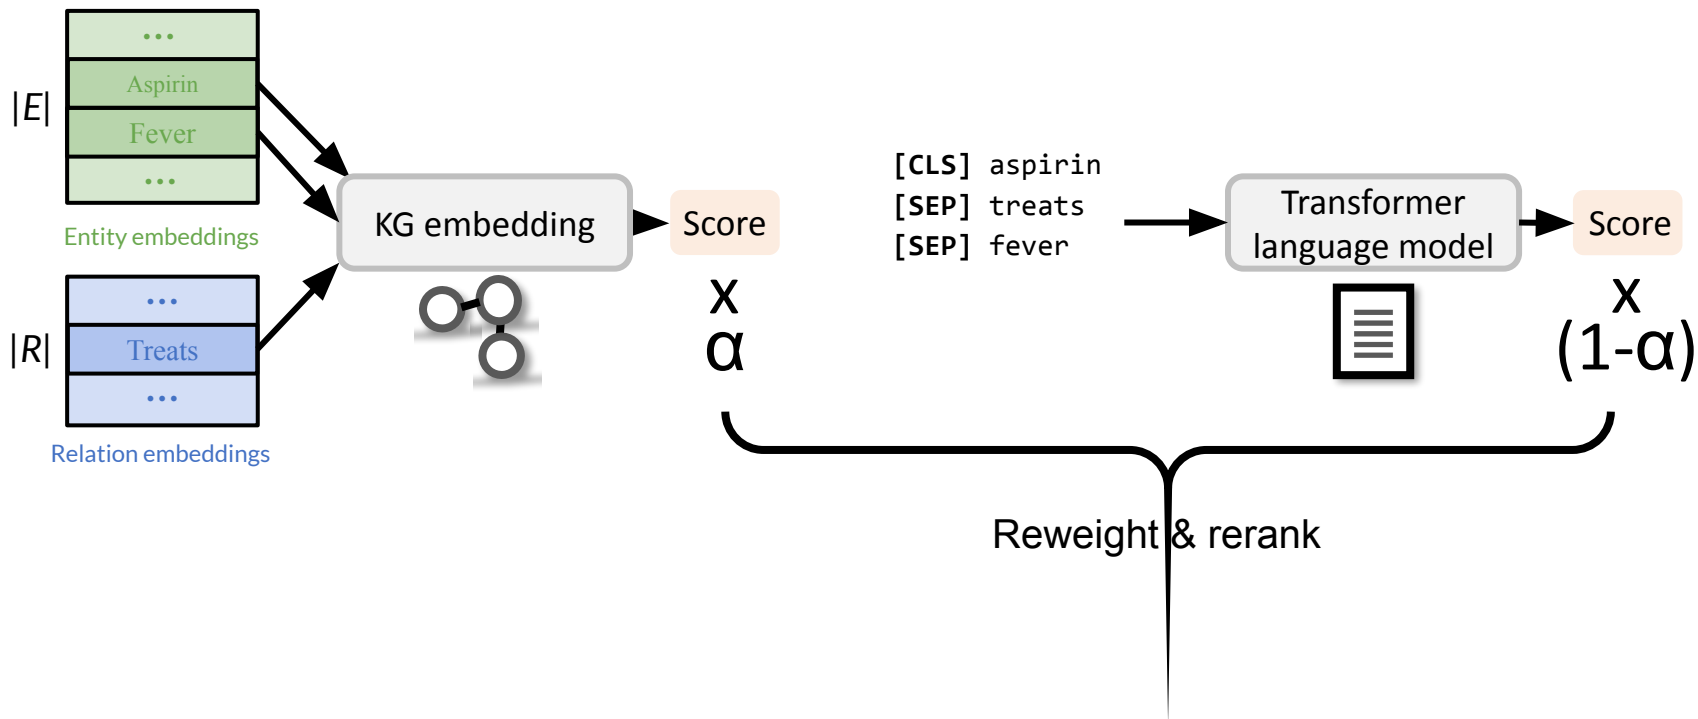 |E|
...
Aspirin
Fever
...
Entity embeddings
|R|
...
Treats
...
Relation embeddings
KG embedding
Score
x
α
[CLS] aspirin
[SEP] treats
[SEP] fever
Transformer
language model
Score
x
(1-α)
Reweight & rerank